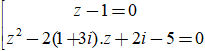 z − 1 = 0
z² − 2(1+3i).z + 2i − 5 = 0